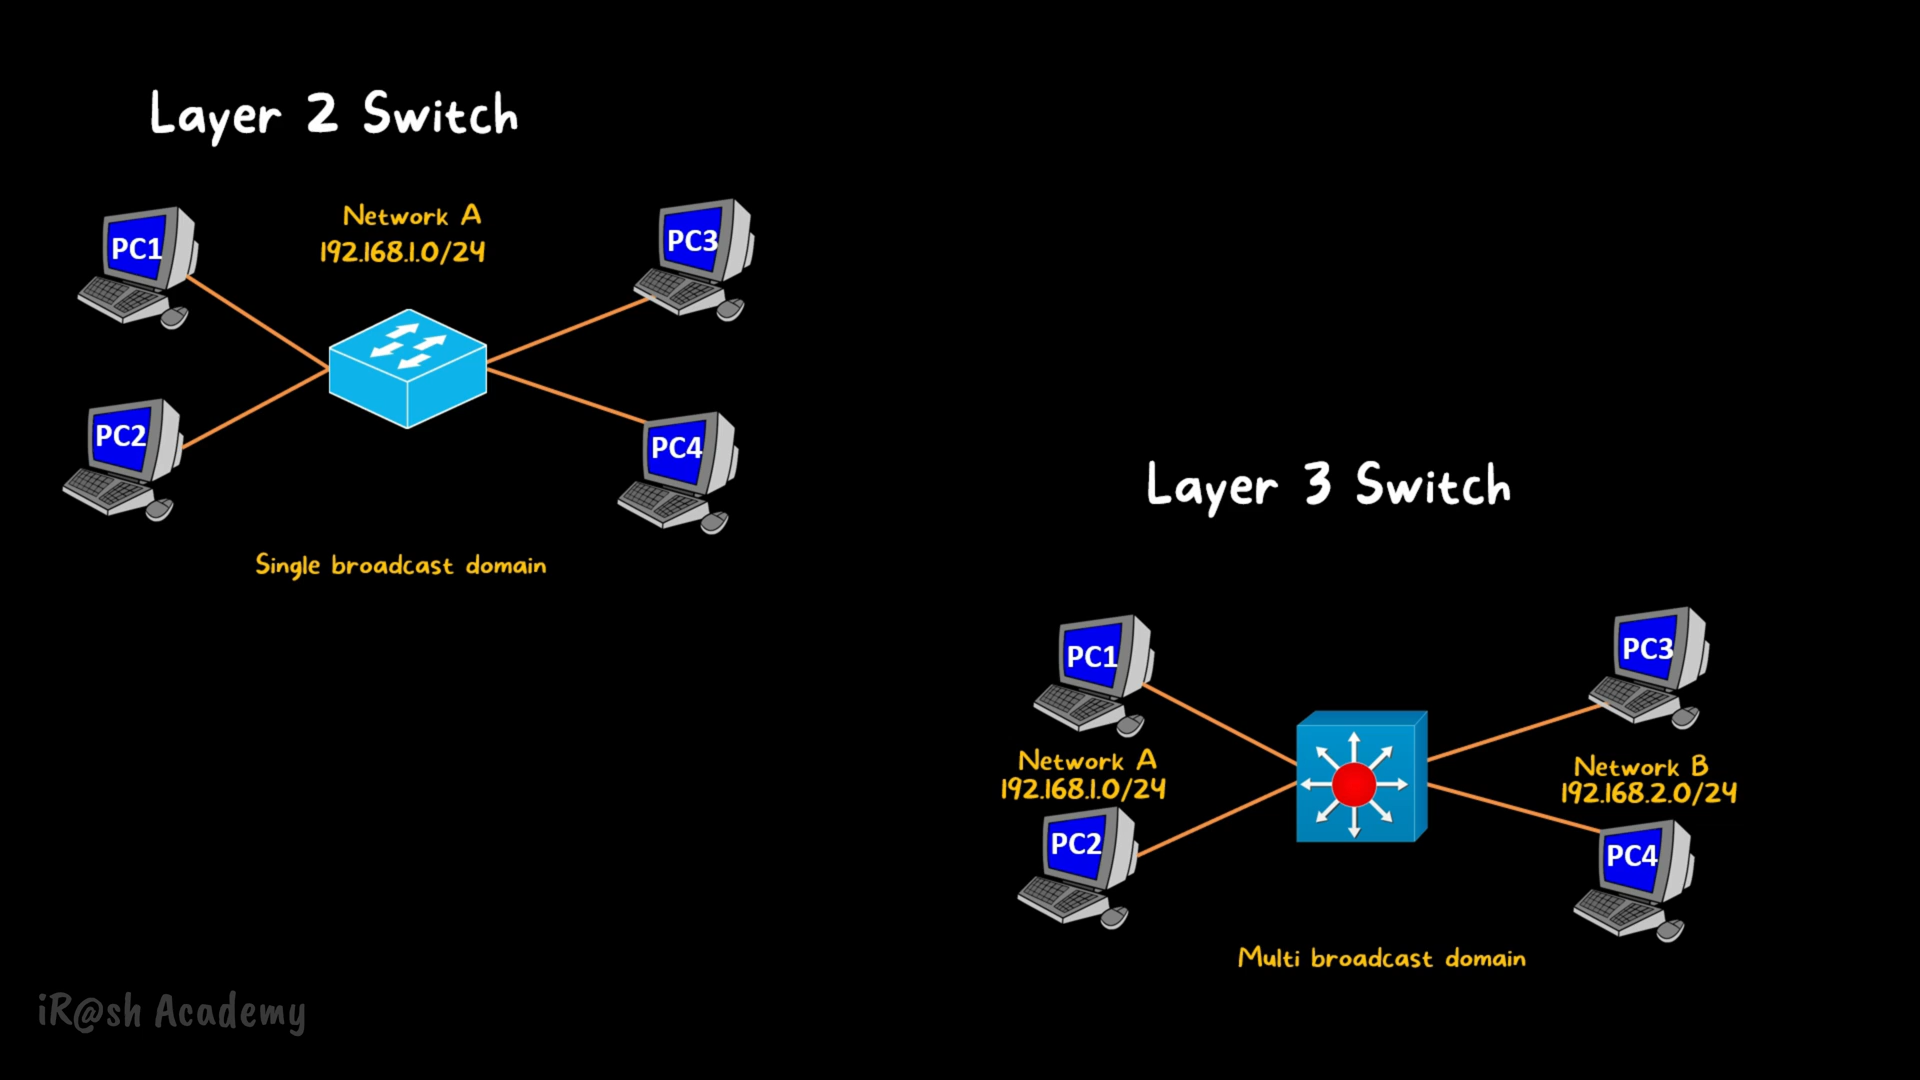 Layer 2 Switch
Network A
192.168.1.0/24
PC1
PC3
PC2
PC4
Single broadcast domain
Layer 3 Switch
PC1
PC3
Network A
192.168.1.0/24
Network B
192.168.2.0/24
PC2
PC4
Multi broadcast domain
iR@sh Academy